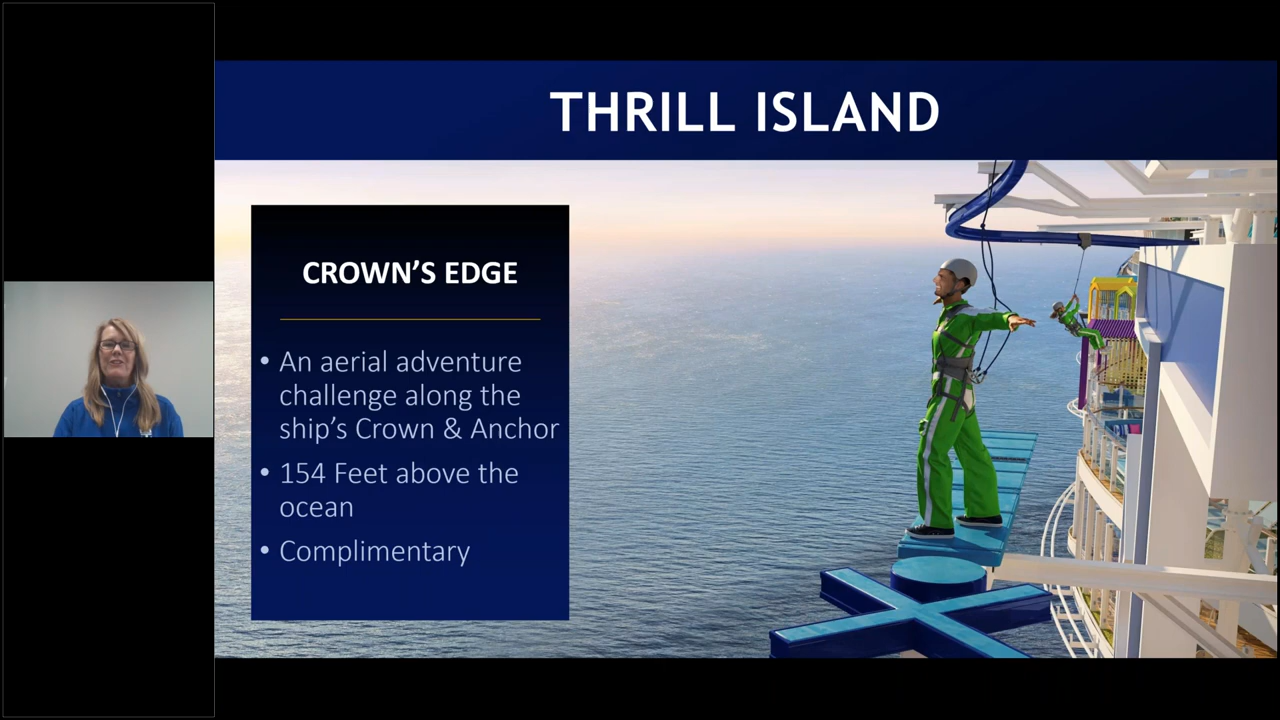 THRILL ISLAND
CROWN’S EDGE
• An aerial adventure
challenge along the
ship’s Crown & Anchor
• 154 Feet above the
ocean
• Complimentary